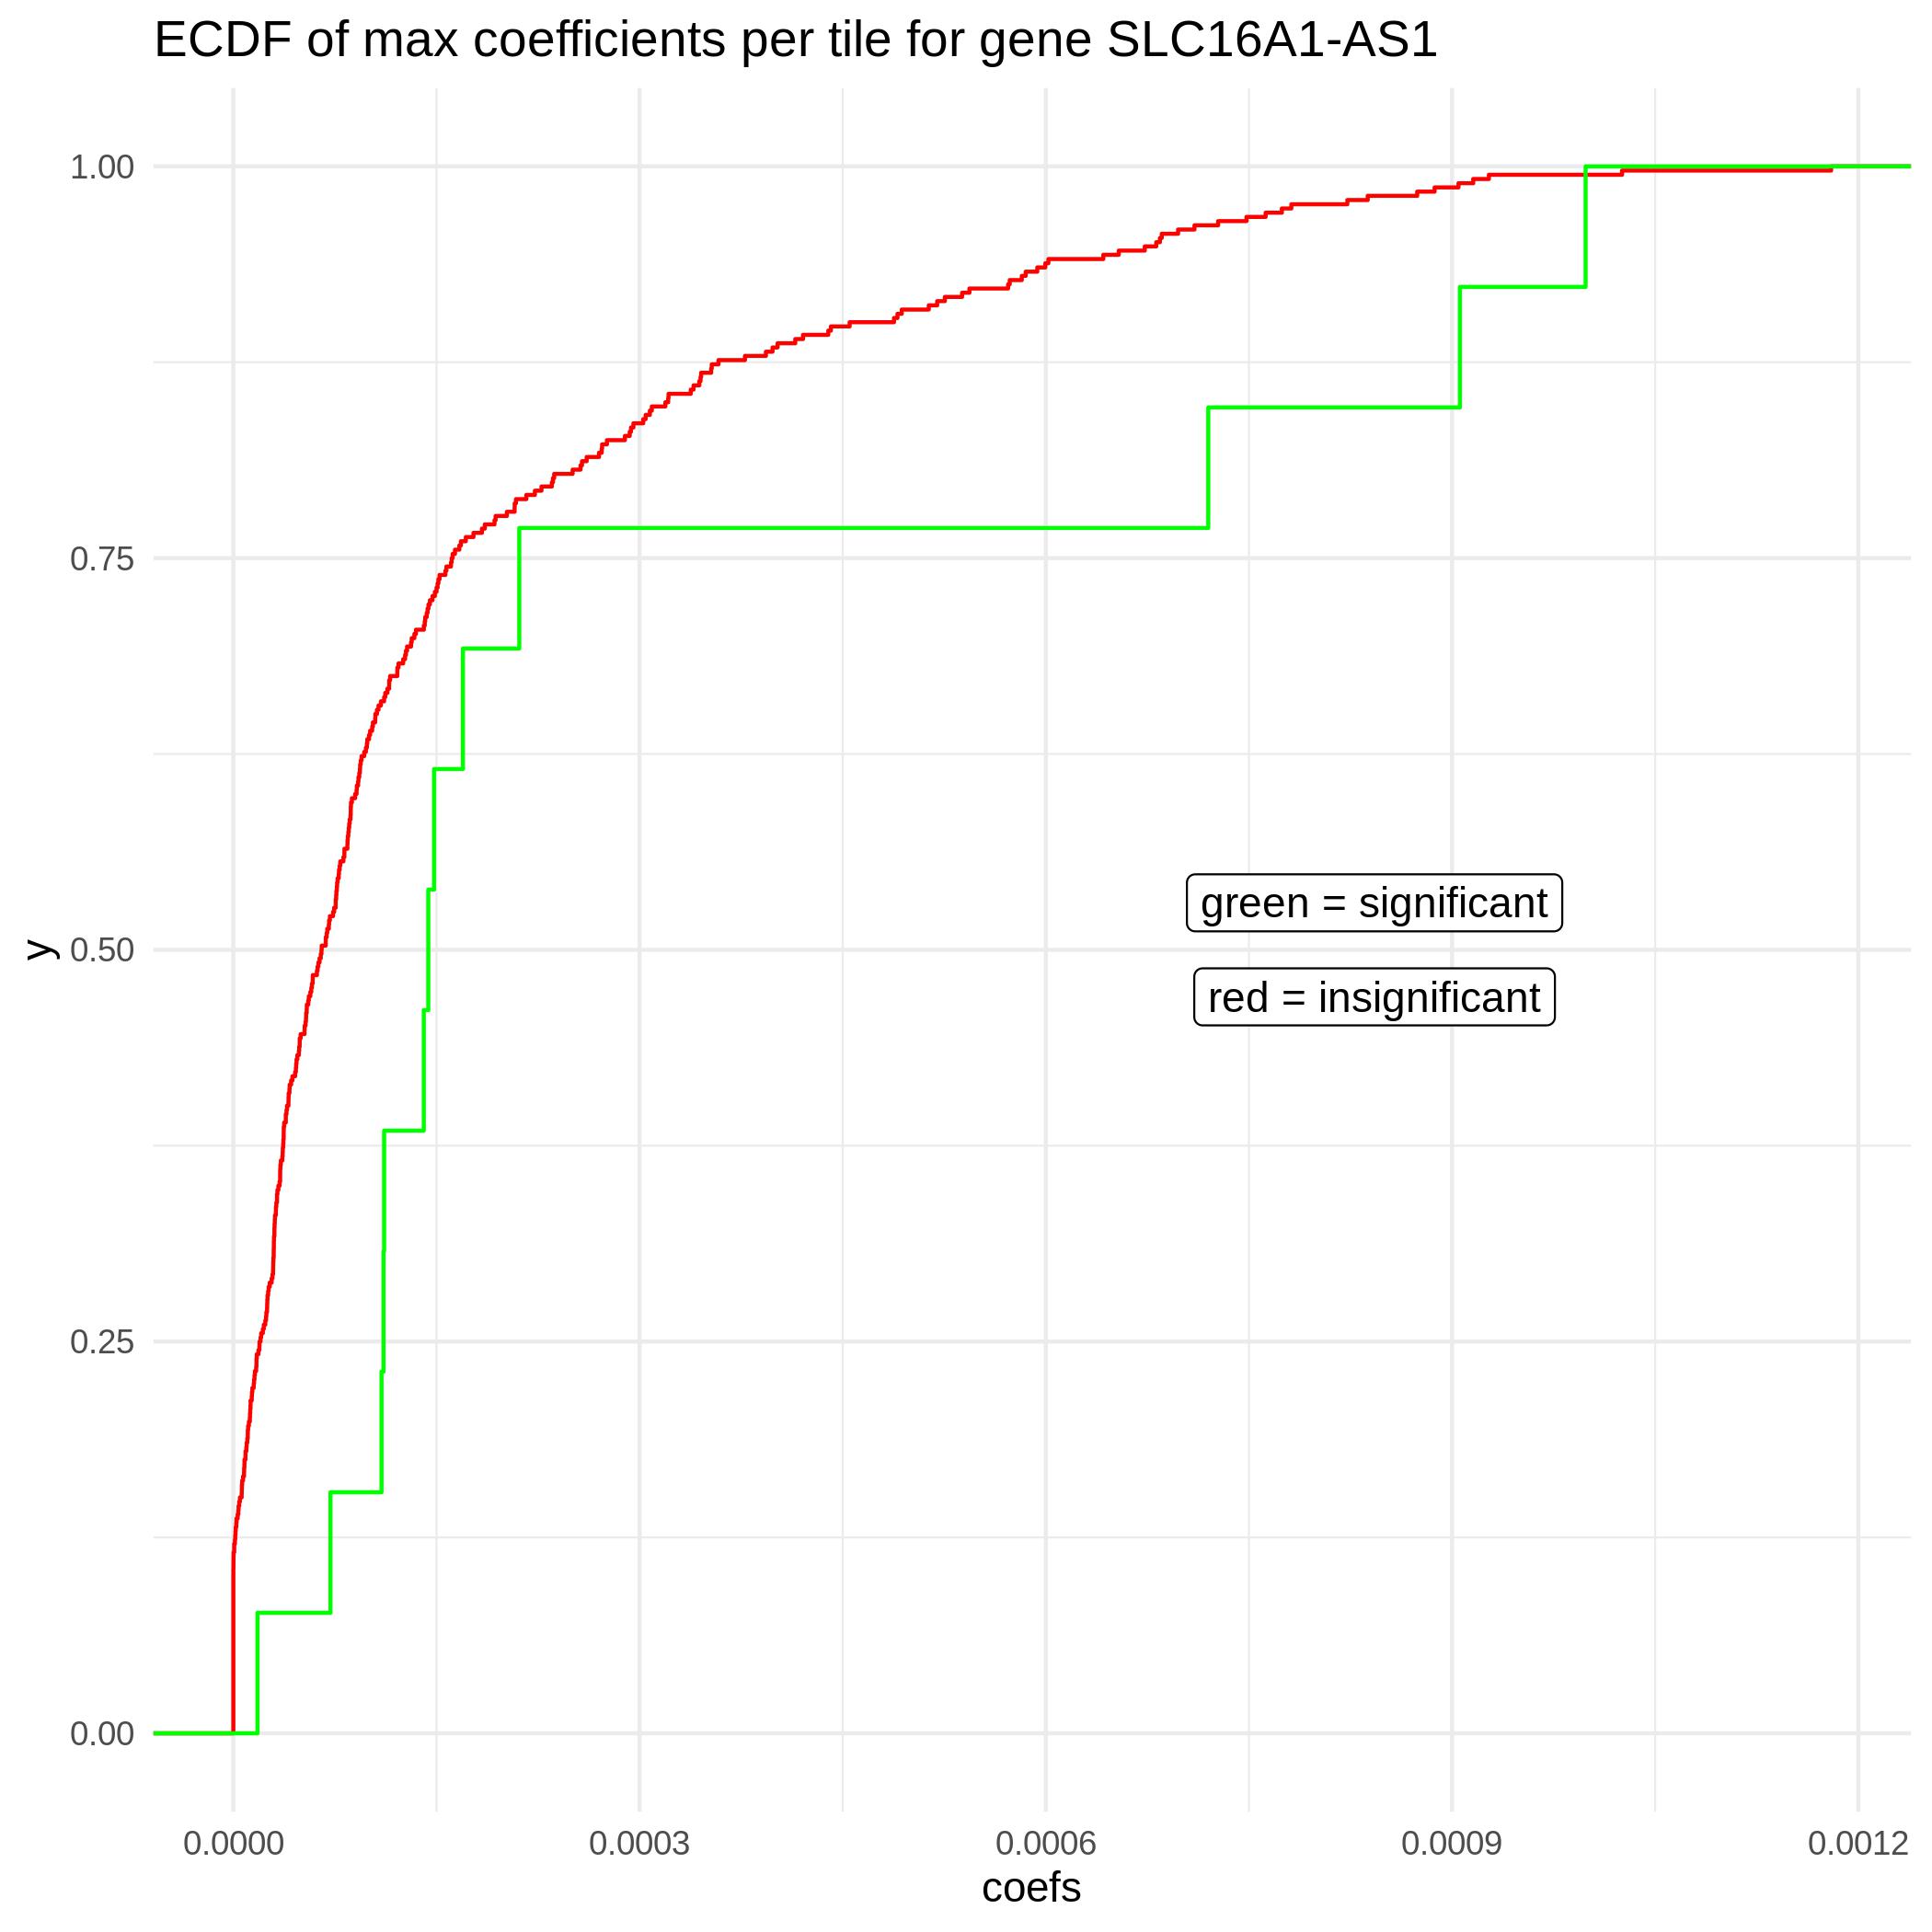 ECDF of max coefficients per tile for gene SLC16A1-AS1
1.00
0.75
0.50
0.25
0.00
y
green = significant
red = insignificant
0.0000
0.0003
0.0006
0.0009
0.0012
coefs